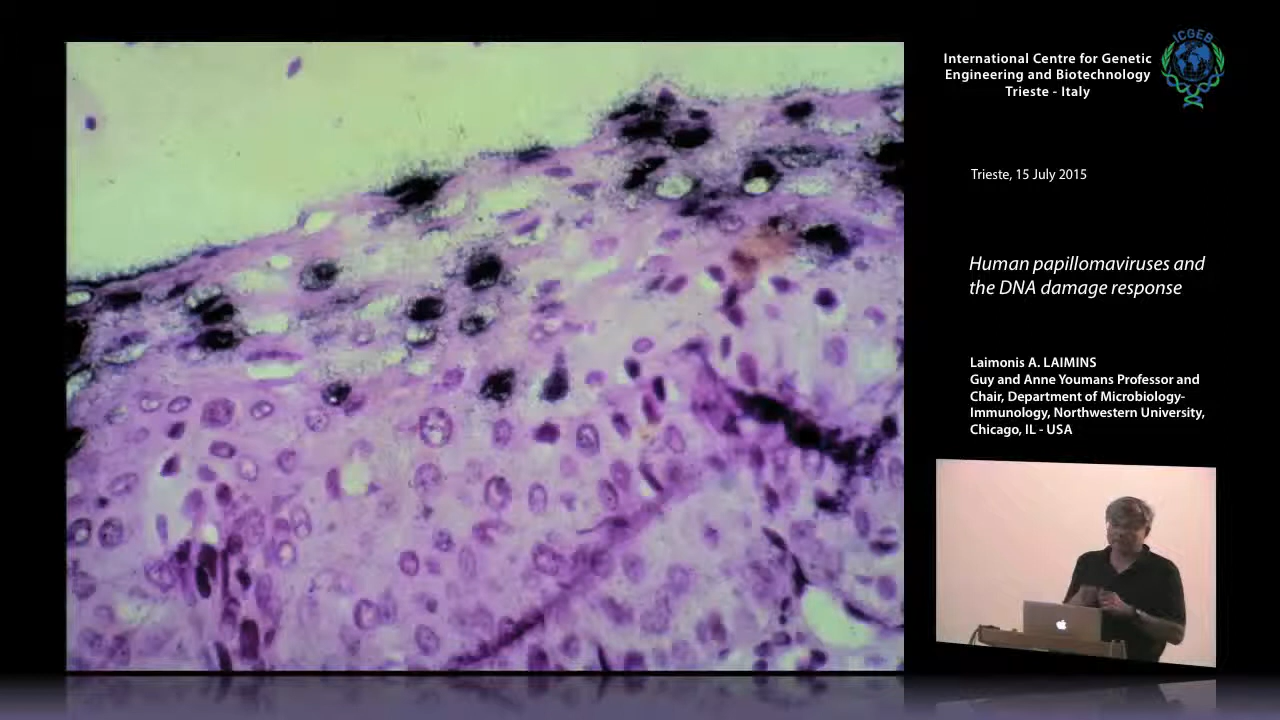 International Centre for Genetic
Engineering and Biotechnology
Trieste - Italy
ICGEB
Trieste, 15 July 2015
Human papillomaviruses and
the DNA damage response
Laimonis A. LAIMINS
Guy and Anne Youmans Professor and
Chair, Department of Microbiology-
Immunology, Northwestern University,
Chicago, IL - USA